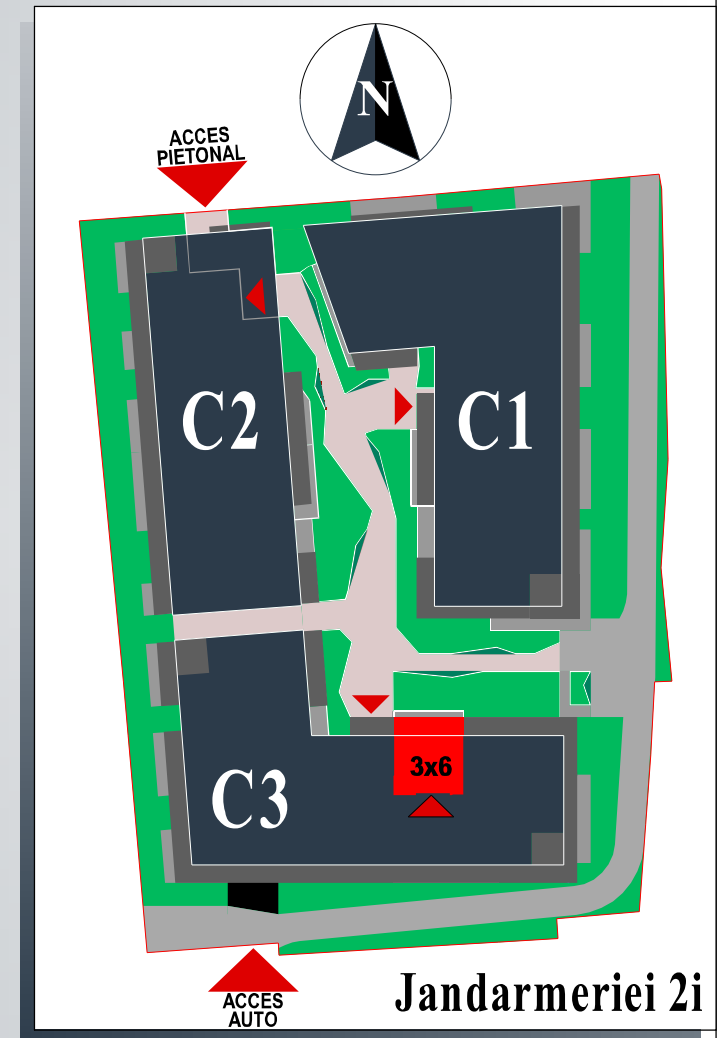 N
ACCES
PIETONAL
C2
C1
3x6
C3
Jandarmeriei 2i
ACCES
AUTO